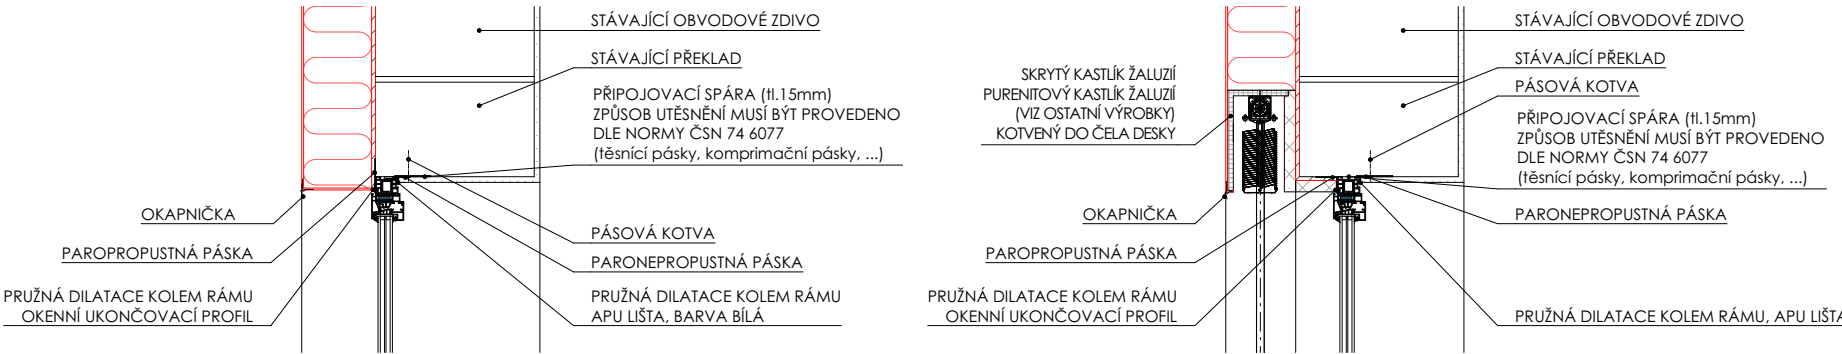 STÁVAJÍCÍ OBVODOVÉ ZDIVO
STÁVAJÍCÍ PŘEKLAD
PŘIPOJOVACÍ SPÁRA (tl.15mm)
ZPŮSOB UTĚSNĚNÍ MUSÍ BÝT PROVEDENO
DLE NORMY ČSN 74 6077
(těsnící pásky, komprimační pásky, ...)
OKAPNIČKA
PAROPROPUSTNÁ PÁSKA
PRUŽNÁ DILATACE KOLEM RÁMU
OKENNÍ UKONČOVACÍ PROFIL
PÁSOVÁ KOTVA
PARONEPROPUSTNÁ PÁSKA
PRUŽNÁ DILATACE KOLEM RÁMU
APU LIŠTA, BARVA BÍLÁ
SKRYTÝ KASTLÍK ŽALUZIÍ
PURENITOVÝ KASTLÍK ŽALUZIÍ
(VIZ OSTATNÍ VÝROBKY)
KOTVENÝ DO ČELA DESKY
OKAPNIČKA
PAROPROPUSTNÁ PÁSKA
PRUŽNÁ DILATACE KOLEM RÁMU
OKENNÍ UKONČOVACÍ PROFIL
STÁVAJÍCÍ OBVODOVÉ ZDIVO
STÁVAJÍCÍ PŘEKLAD
PÁSOVÁ KOTVA
PŘIPOJOVACÍ SPÁRA (tl.15mm)
ZPŮSOB UTĚSNĚNÍ MUSÍ BÝT PROVEDENO
DLE NORMY ČSN 74 6077
(těsnící pásky, komprimační pásky, ...)
PARONEPROPUSTNÁ PÁSKA
PRUŽNÁ DILATACE KOLEM RÁMU, APU LIŠTA